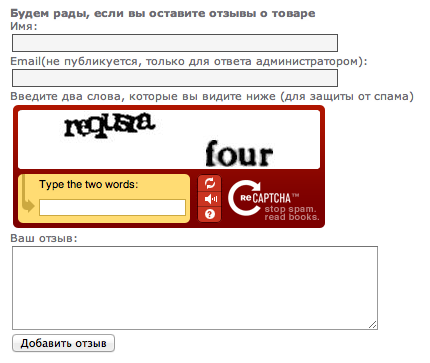 Будем рады, если вы оставите отзывы о товаре
Имя:
Email(не публикуется, только для ответа администратором):
Введите два слова, которые вы видите ниже (для защиты от спама)
four
Type the two words:
reCAPTCHA™
stop spam.
read books.
Ваш отзыв:
Добавить отзыв